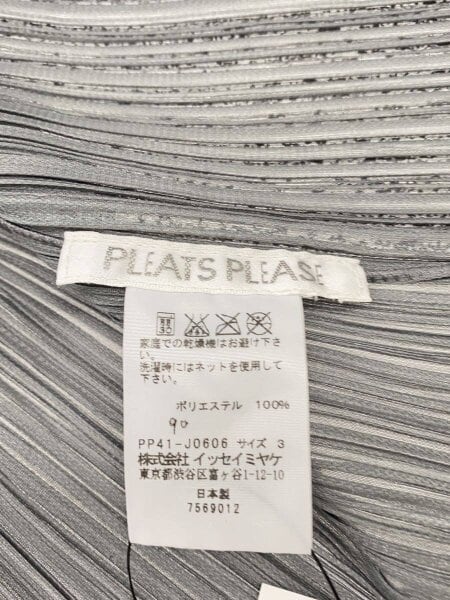 PLEATS PLEASE
家庭での乾燥機はお避け下さ
い。
洗濯時にはネットを使用して
下さい。
ポリエステル 100%
90
PP41-J0606 サイズ 3
株式会社 イッセイミヤケ
東京都渋谷区富ヶ谷1-12-10
日本製
7569012